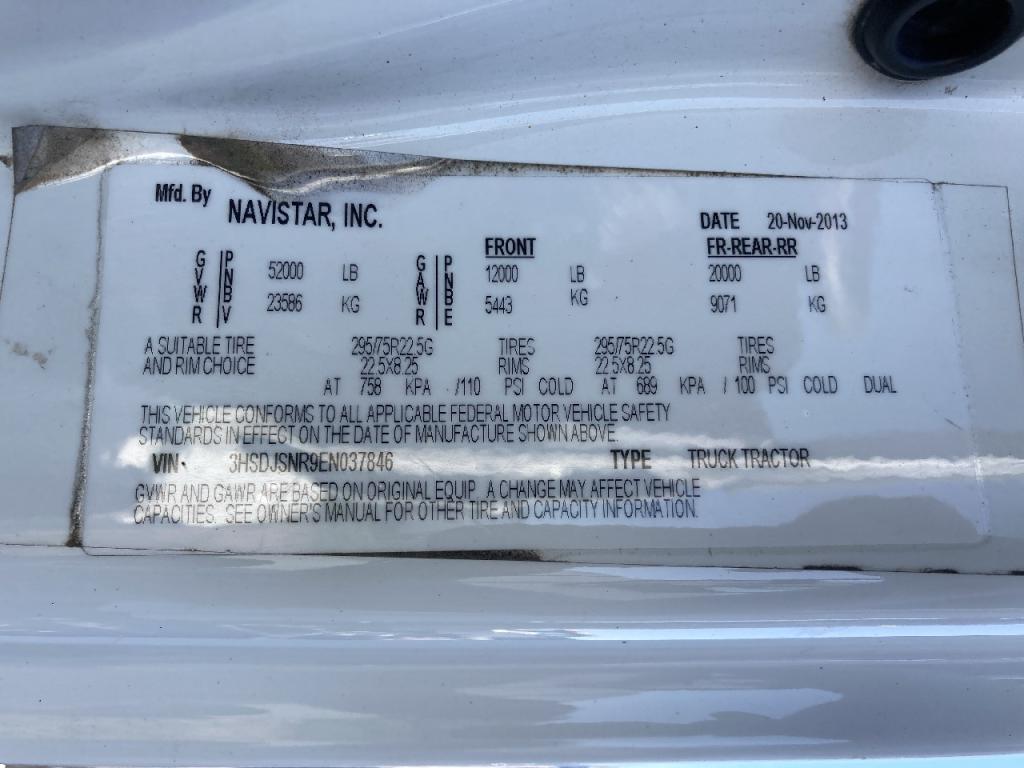 Mfd. By NAVISTAR, INC. DATE 20-Nov-2013
FRONT FR-REAR-RR
GVWR PNBV 52000 LB GAWR PNBE 12000 LB 20000 LB
23586 KG 5443 KG 9071 KG
A SUITABLE TIRE 295/75R22.5G TIRES 295/75R22.5G TIRES
AND RIM CHOICE 22.5X8.25 RIMS 22.5X8.25 RIMS
AT 758 KPA /110 PSI COLD AT 689 KPA / 100 PSI COLD DUAL
THIS VEHICLE CONFORMS TO ALL APPLICABLE FEDERAL MOTOR VEHICLE SAFETY
STANDARDS IN EFFECT ON THE DATE OF MANUFACTURE SHOWN ABOVE.
VIN 3HSDJSNR9EN037846 TYPE TRUCK TRACTOR
GVWR AND GAWR ARE BASED ON ORIGINAL EQUIP. A CHANGE MAY AFFECT VEHICLE
CAPACITIES. SEE OWNER'S MANUAL FOR OTHER TIRE AND CAPACITY INFORMATION.